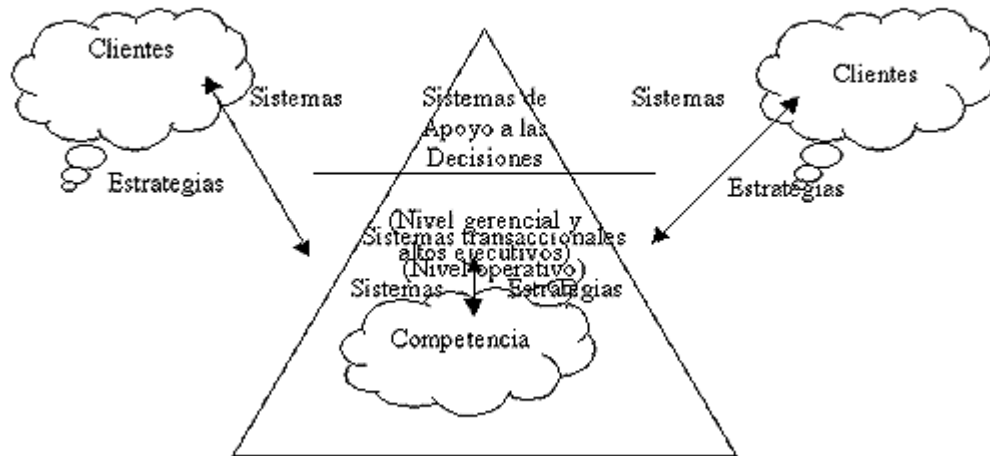 Clientes
Clientes
Sistemas
Sistemas de
Sistemas
Apoyo a las
Decisiones
Estrategias
Estrategias
(Nivel gerencial y
Sistemas transaccionales
altos ejecutivos)
(Nivel operativo)
Sistemas
Estrategias
Competencia